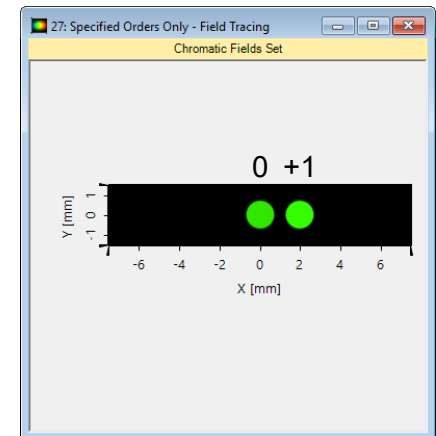 27: Specified Orders Only - Field Tracing
Chromatic Fields Set
0 +1
Y [mm]
1
0
-1
-6 -4 -2 0 2 4 6
X [mm]